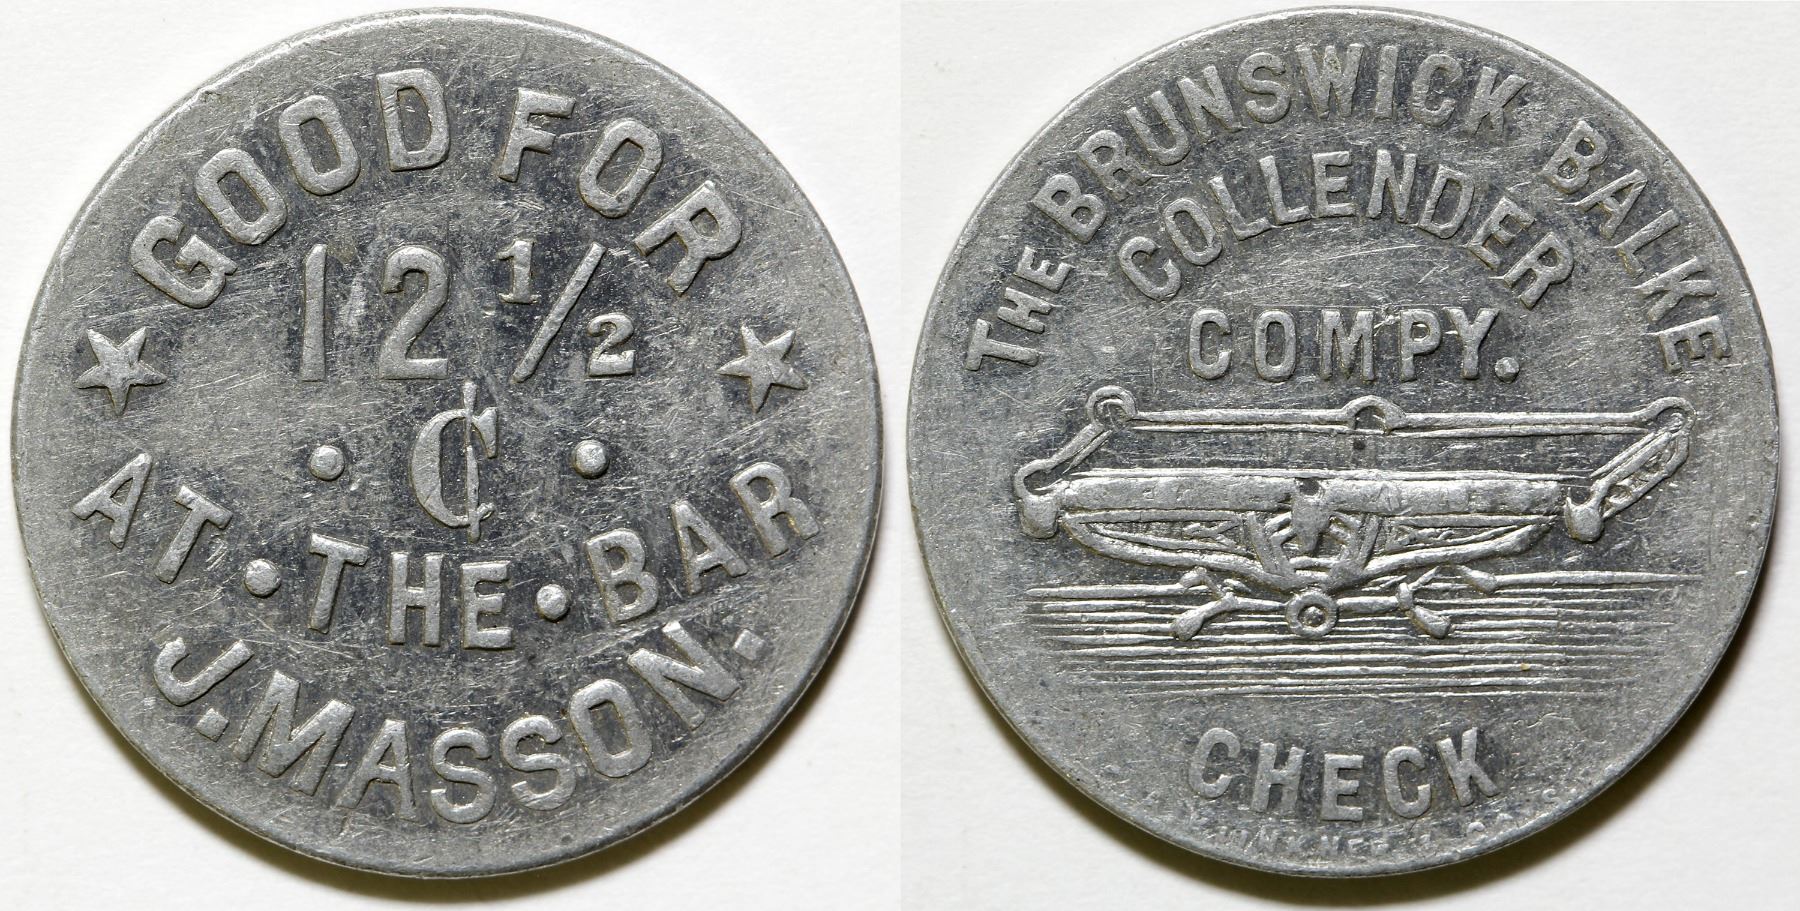 GOOD FOR
12 ½
¢
AT · THE · BAR
J. MASSON.
THE BRUNSWICK BALKE
COLLENDER
COMPY.
CHECK